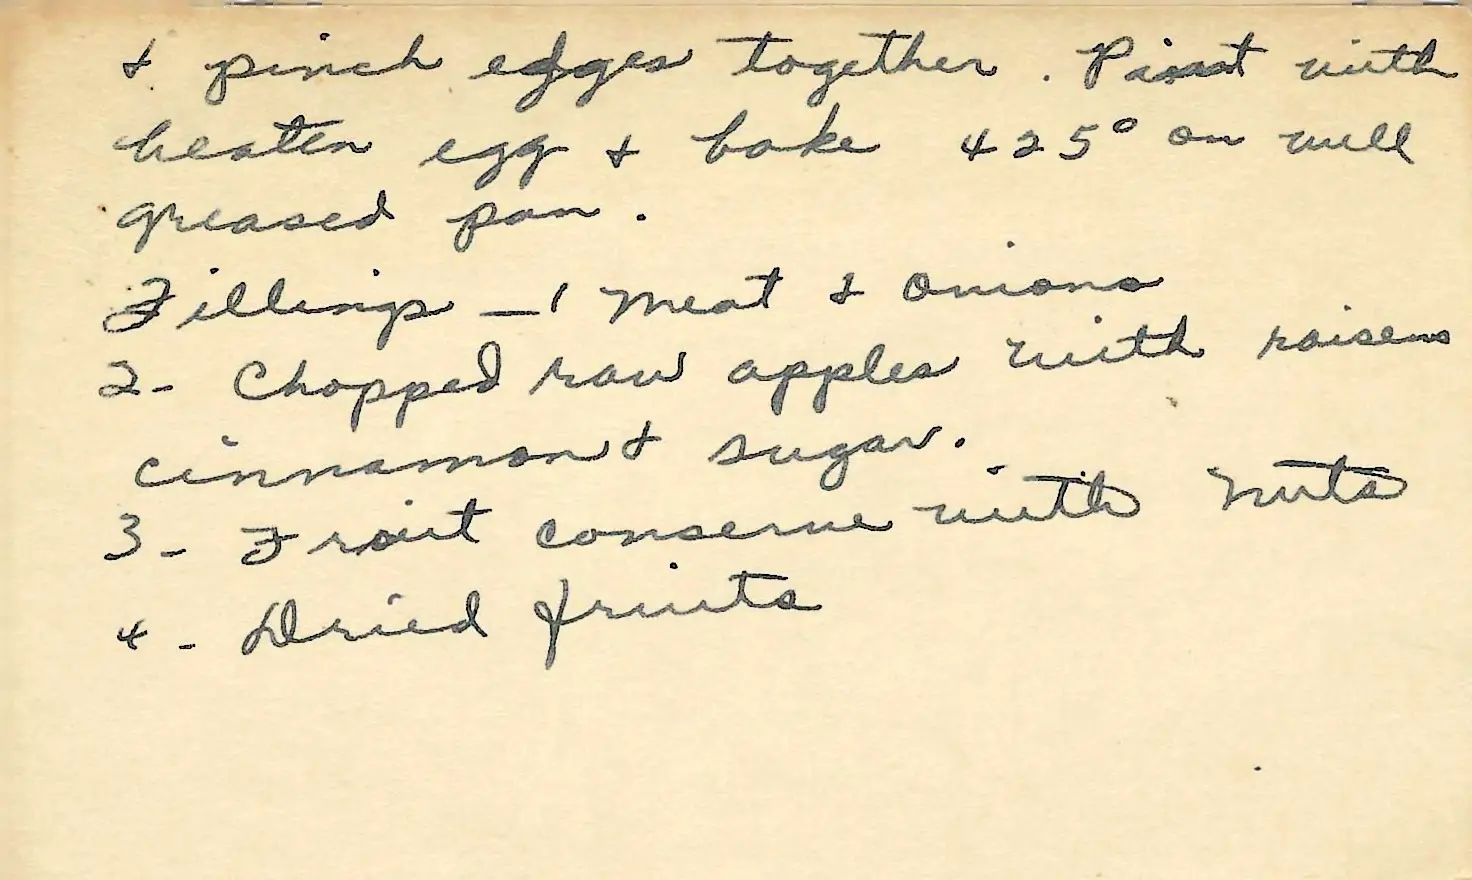 & pinch edges together. with
beaten egg & bake 425° on well
greased pan.
Fillings - 1 Meat & Onions
2- Chopped raw apples with raisens
cinnamon & sugar.
3- Fruit conserve with nuts
4- Dried fruits